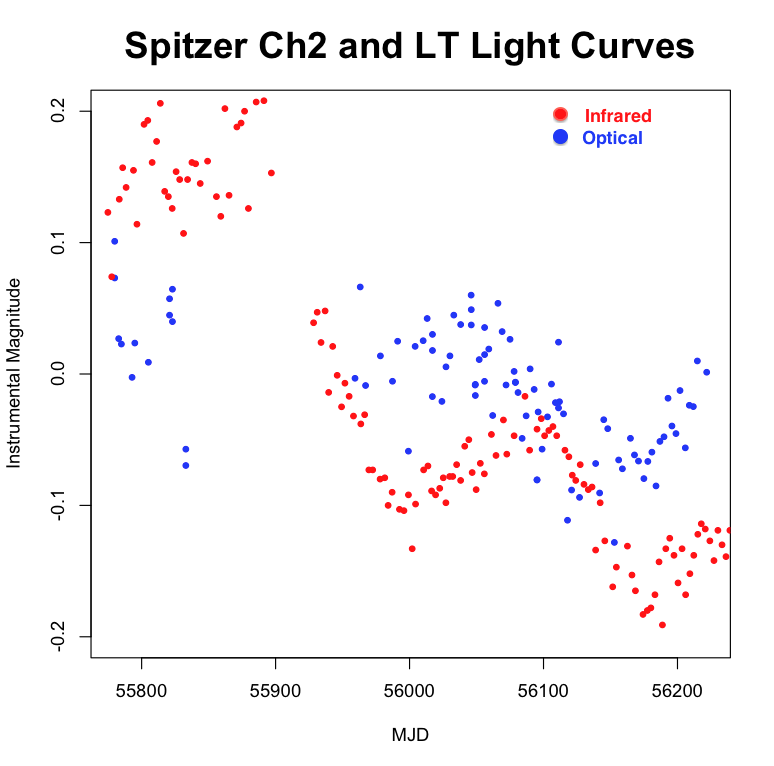 Spitzer Ch2 and LT Light Curves
Infrared
Optical
Instrumental Magnitude
0.2
0.1
0.0
-0.1
-0.2
55800 55900 56000 56100 56200
MJD